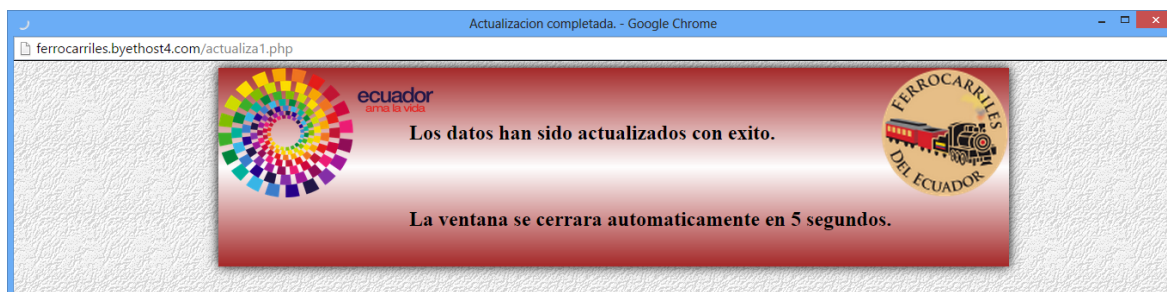 Actualizacion completada. - Google Chrome
ferrocarriles.byethost4.com/actualiza1.php
ecuador
ama la vida
FERROCARRILES
DEL ECUADOR
Los datos han sido actualizados con exito.
La ventana se cerrara automaticamente en 5 segundos.